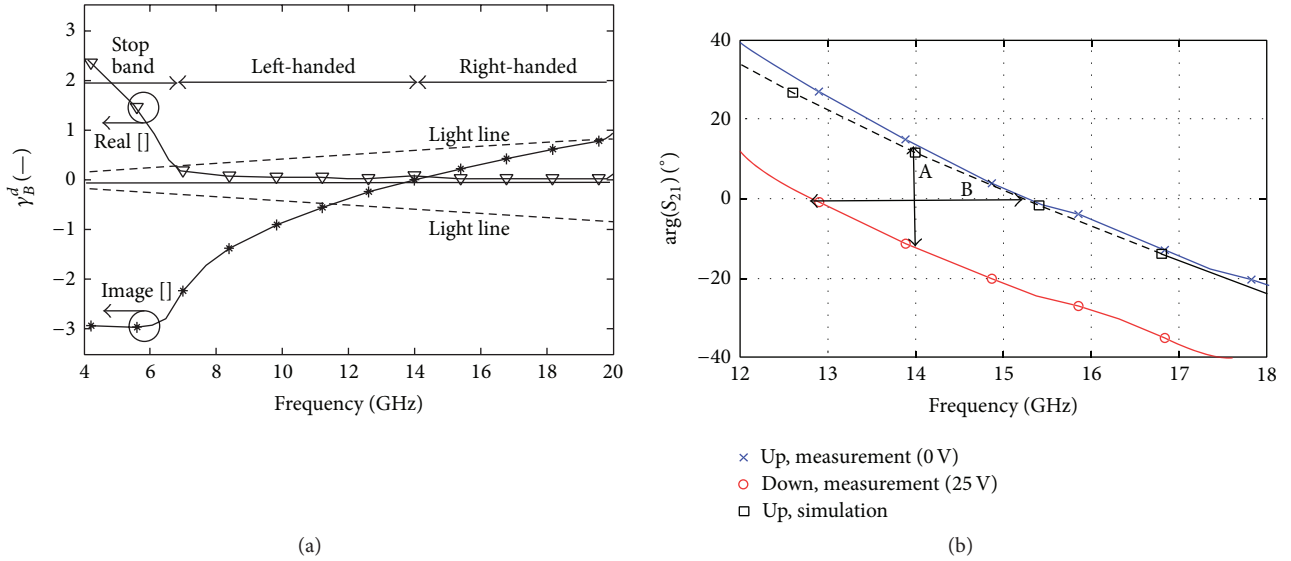 3
2
1
0
−1
−2
−3
γ_B^d (—)
Stop
band
Left-handed
Right-handed
Real []
Light line
Light line
Image []
4 6 8 10 12 14 16 18 20
Frequency (GHz)
(a)
40
20
0
−20
−40
arg(S21) (°)
A
B
12 13 14 15 16 17 18
Frequency (GHz)
Up, measurement (0 V)
Down, measurement (25 V)
Up, simulation
(b)